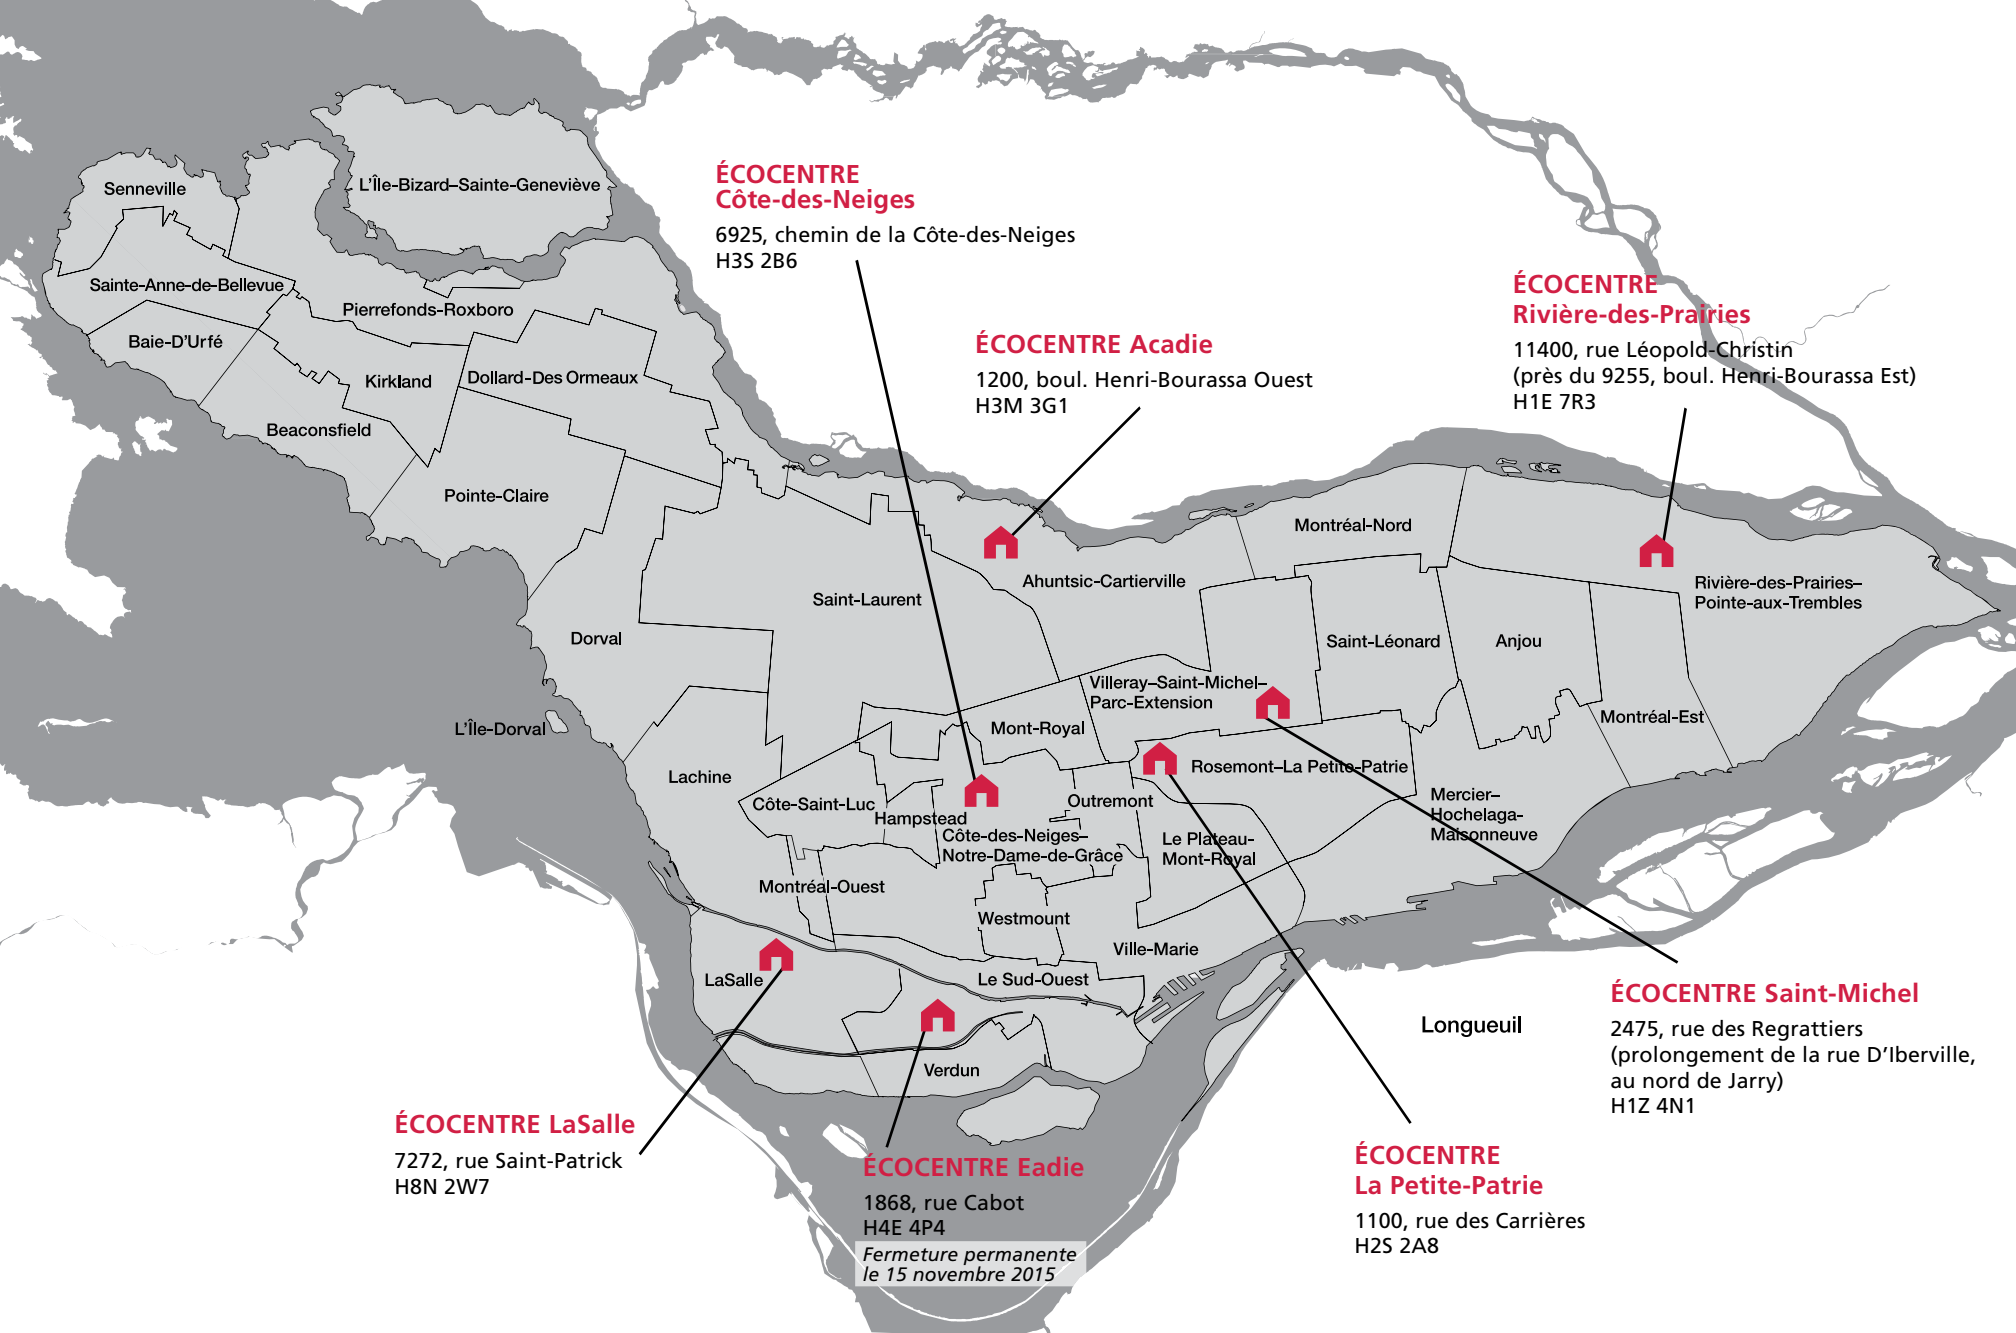 Senneville
L'Île-Bizard–Sainte-Geneviève
Sainte-Anne-de-Bellevue
Pierrefonds-Roxboro
Baie-D'Urfé
Kirkland
Dollard-Des Ormeaux
Beaconsfield
Pointe-Claire
ÉCOCENTRE
Côte-des-Neiges
6925, chemin de la Côte-des-Neiges
H3S 2B6
ÉCOCENTRE Acadie
1200, boul. Henri-Bourassa Ouest
H3M 3G1
ÉCOCENTRE
Rivière-des-Prairies
11400, rue Léopold-Christin
(près du 9255, boul. Henri-Bourassa Est)
H1E 7R3
Montréal-Nord
Ahuntsic-Cartierville
Rivière-des-Prairies–
Pointe-aux-Trembles
Saint-Laurent
Dorval
Saint-Léonard
Anjou
Villeray–Saint-Michel–
Parc-Extension
Montréal-Est
L'Île-Dorval
Mont-Royal
Lachine
Rosemont–La Petite-Patrie
Côte-Saint-Luc
Hampstead
Outremont
Mercier–
Hochelaga-
Maisonneuve
Côte-des-Neiges–
Notre-Dame-de-Grâce
Le Plateau-
Mont-Royal
Montréal-Ouest
Westmount
Ville-Marie
LaSalle
Le Sud-Ouest
Verdun
Longueuil
ÉCOCENTRE Saint-Michel
2475, rue des Regrattiers
(prolongement de la rue D'Iberville,
au nord de Jarry)
H1Z 4N1
ÉCOCENTRE LaSalle
7272, rue Saint-Patrick
H8N 2W7
ÉCOCENTRE Eadie
1868, rue Cabot
H4E 4P4
Fermeture permanente
le 15 novembre 2015
ÉCOCENTRE
La Petite-Patrie
1100, rue des Carrières
H2S 2A8